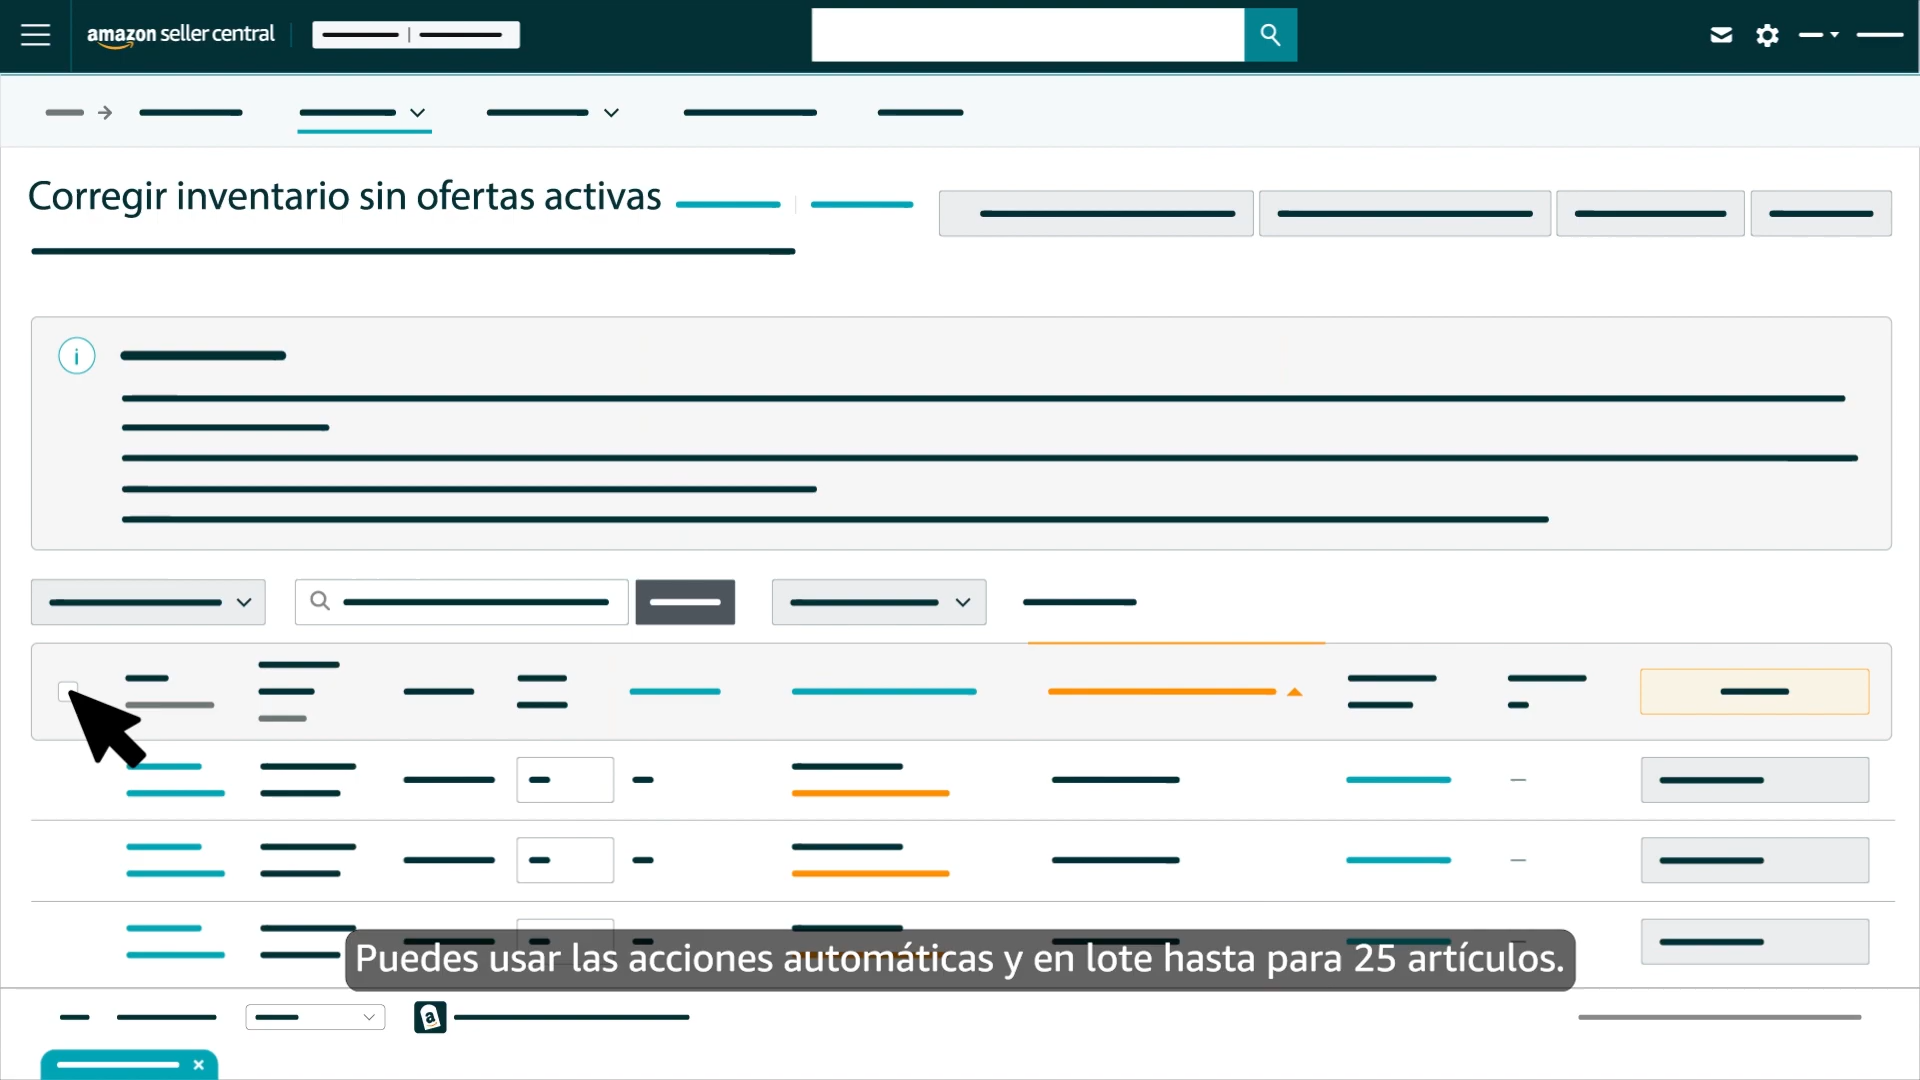 amazon seller central
Corregir inventario sin ofertas activas
Puedes usar las acciones automáticas y en lote hasta para 25 artículos.